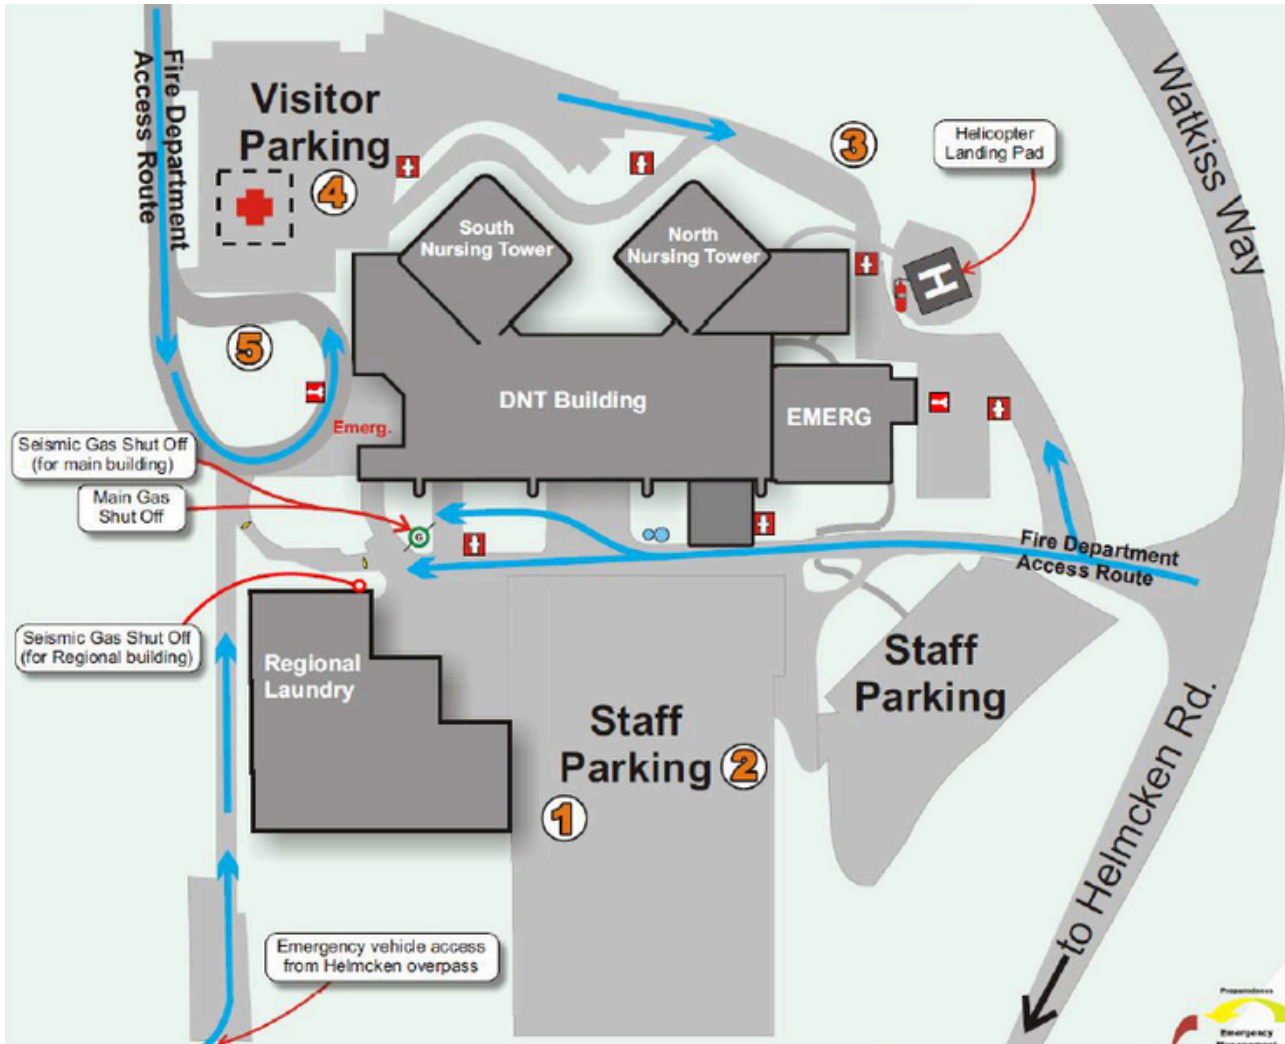 Fire Department
Access Route
Visitor
Parking
4
3
Helicopter
Landing Pad
Watkiss Way
South
Nursing Tower
North
Nursing Tower
H
5
DNT Building
EMERG
Emerg.
Seismic Gas Shut Off
(for main building)
Main Gas
Shut Off
G
Fire Department
Access Route
Seismic Gas Shut Off
(for Regional building)
Regional
Laundry
Staff
Parking
Staff
Parking
2
1
to Helmcken Rd.
Emergency vehicle access
from Helmcken overpass
Preparedness
Emergency
Management